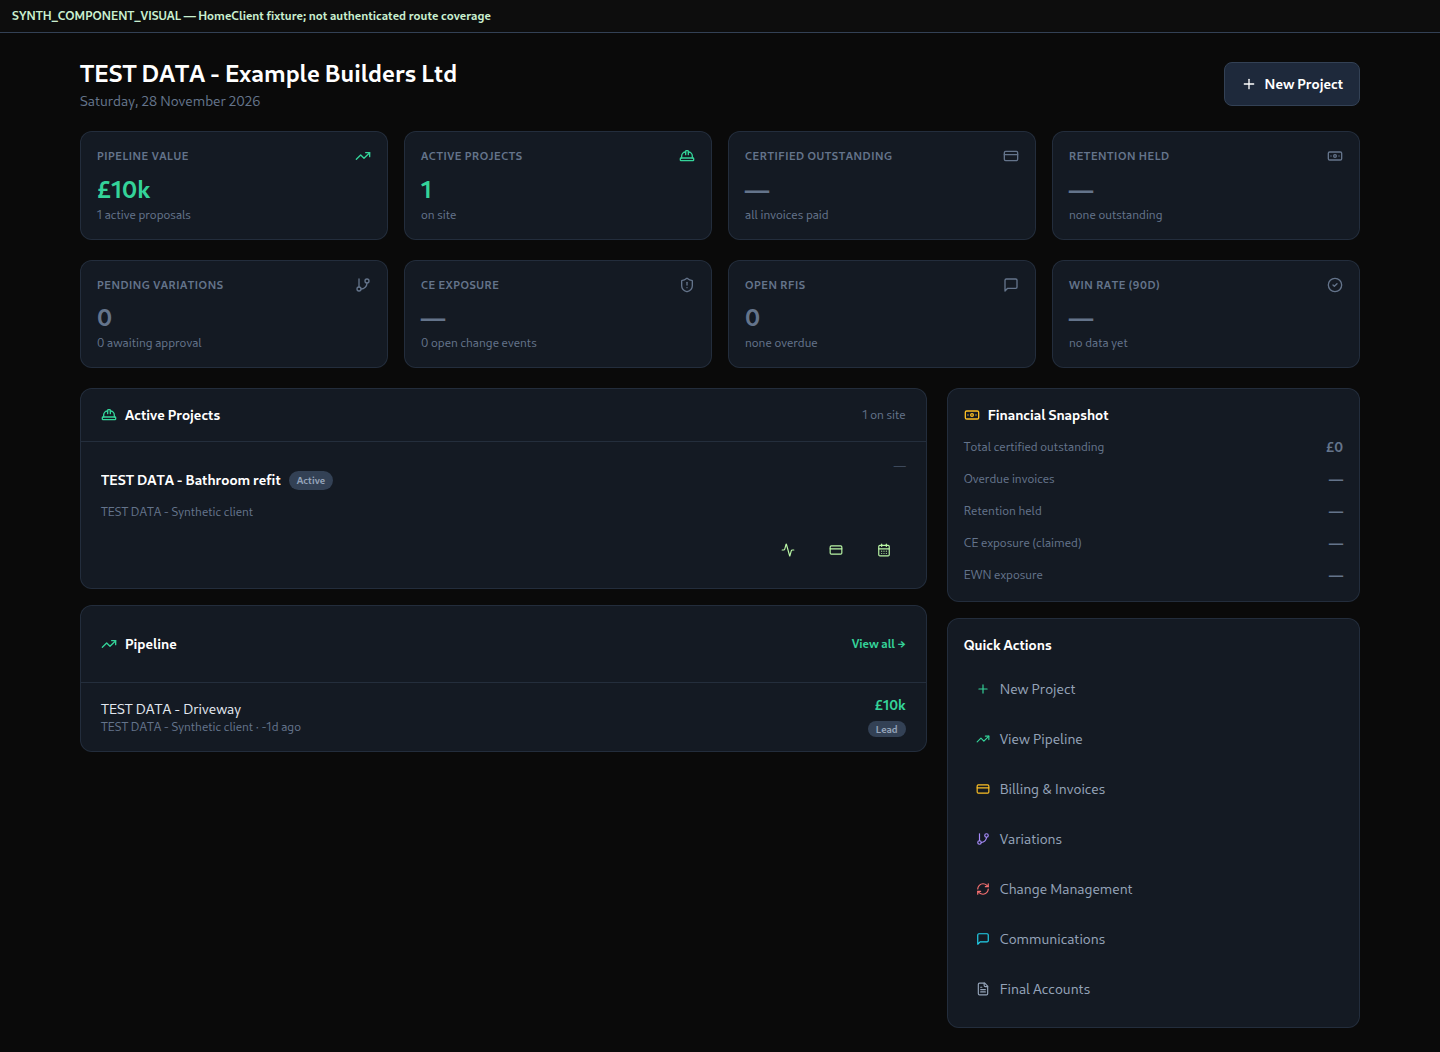 SYNTH_COMPONENT_VISUAL — HomeClient fixture; not authenticated route coverage
TEST DATA - Example Builders Ltd
Saturday, 28 November 2026
New Project
PIPELINE VALUE
£10k
1 active proposals
ACTIVE PROJECTS
1
on site
CERTIFIED OUTSTANDING
—
all invoices paid
RETENTION HELD
—
none outstanding
PENDING VARIATIONS
0
0 awaiting approval
CE EXPOSURE
—
0 open change events
OPEN RFIS
0
none overdue
WIN RATE (90D)
—
no data yet
Active Projects
1 on site
TEST DATA - Bathroom refit
Active
—
TEST DATA - Synthetic client
Pipeline
View all →
TEST DATA - Driveway
£10k
TEST DATA - Synthetic client · -1d ago
Lead
Financial Snapshot
Total certified outstanding £0
Overdue invoices —
Retention held —
CE exposure (claimed) —
EWN exposure —
Quick Actions
New Project
View Pipeline
Billing & Invoices
Variations
Change Management
Communications
Final Accounts